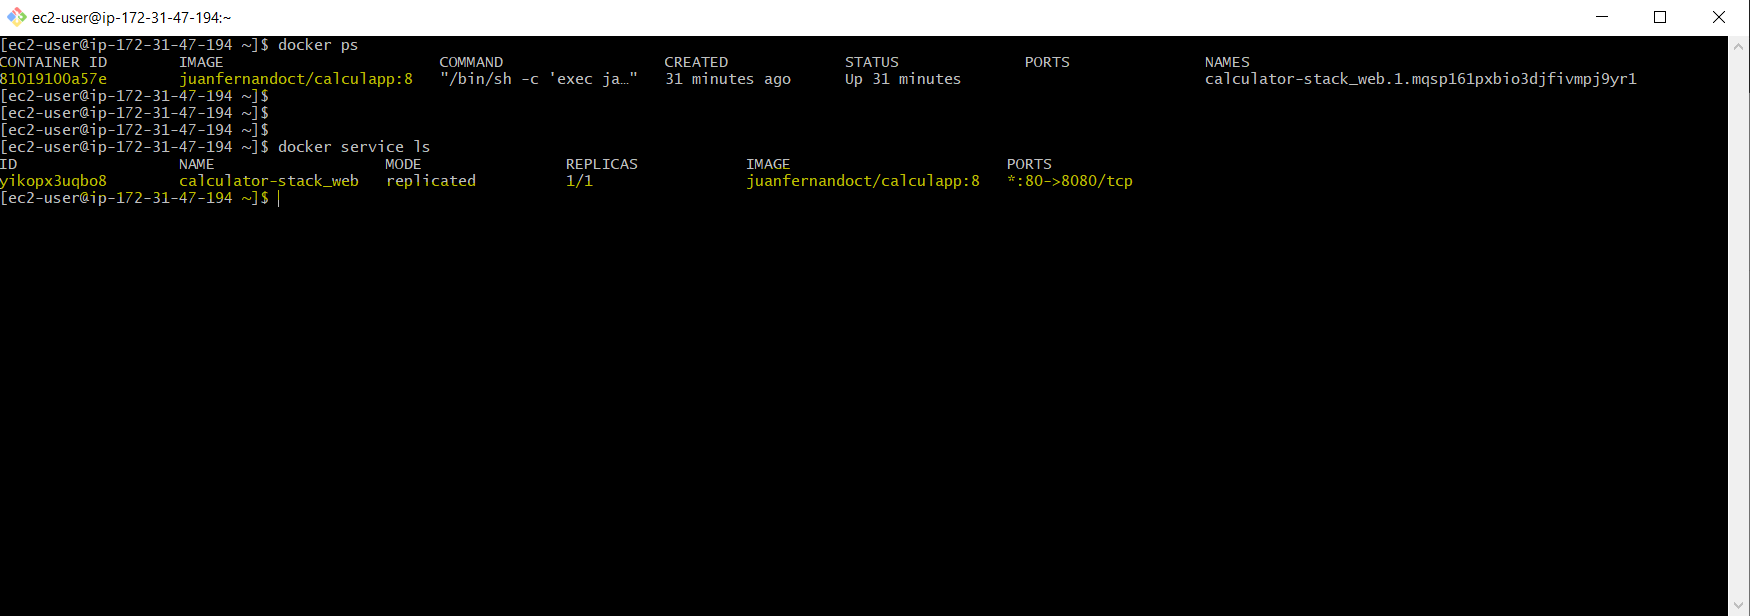 ec2-user@ip-172-31-47-194:~
[ec2-user@ip-172-31-47-194 ~]$ docker ps
CONTAINER ID IMAGE COMMAND CREATED STATUS PORTS NAMES
81019100a57e juanfernandoct/calculapp:8 "/bin/sh -c 'exec ja…" 31 minutes ago Up 31 minutes calculator-stack_web.1.mqsp161pxbio3djfivmpj9yr1
[ec2-user@ip-172-31-47-194 ~]$
[ec2-user@ip-172-31-47-194 ~]$
[ec2-user@ip-172-31-47-194 ~]$
[ec2-user@ip-172-31-47-194 ~]$ docker service ls
ID NAME MODE REPLICAS IMAGE PORTS
yikopx3uqbo8 calculator-stack_web replicated 1/1 juanfernandoct/calculapp:8 *:80->8080/tcp
[ec2-user@ip-172-31-47-194 ~]$